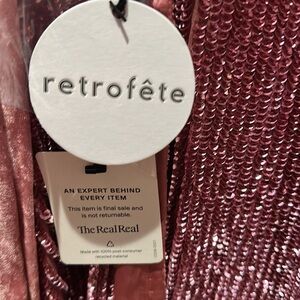 retrofête
AN EXPERT BEHIND
EVERY ITEM
This item is final sale and
is not returnable.
The RealReal
Made with 100% post-consumer
recycled material